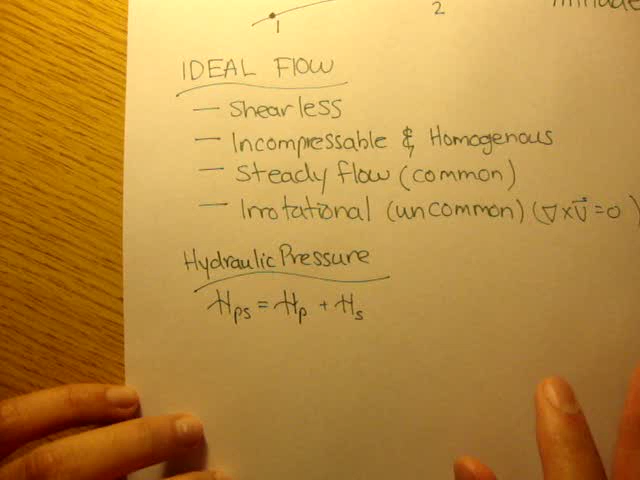 1
2
IDEAL FLOW
— Shearless
— Incompressable & Homogenous
— Steady flow (common)
— Irrotational (uncommon) (∇ x v⃗ = 0
Hydraulic Pressure
Hps = Hp + Hs